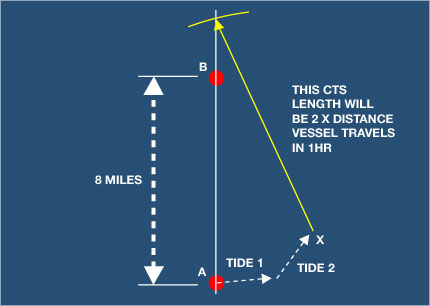 B
THIS CTS
LENGTH WILL
BE 2 X DISTANCE
VESSEL TRAVELS
IN 1HR
8 MILES
X
TIDE 1
A
TIDE 2